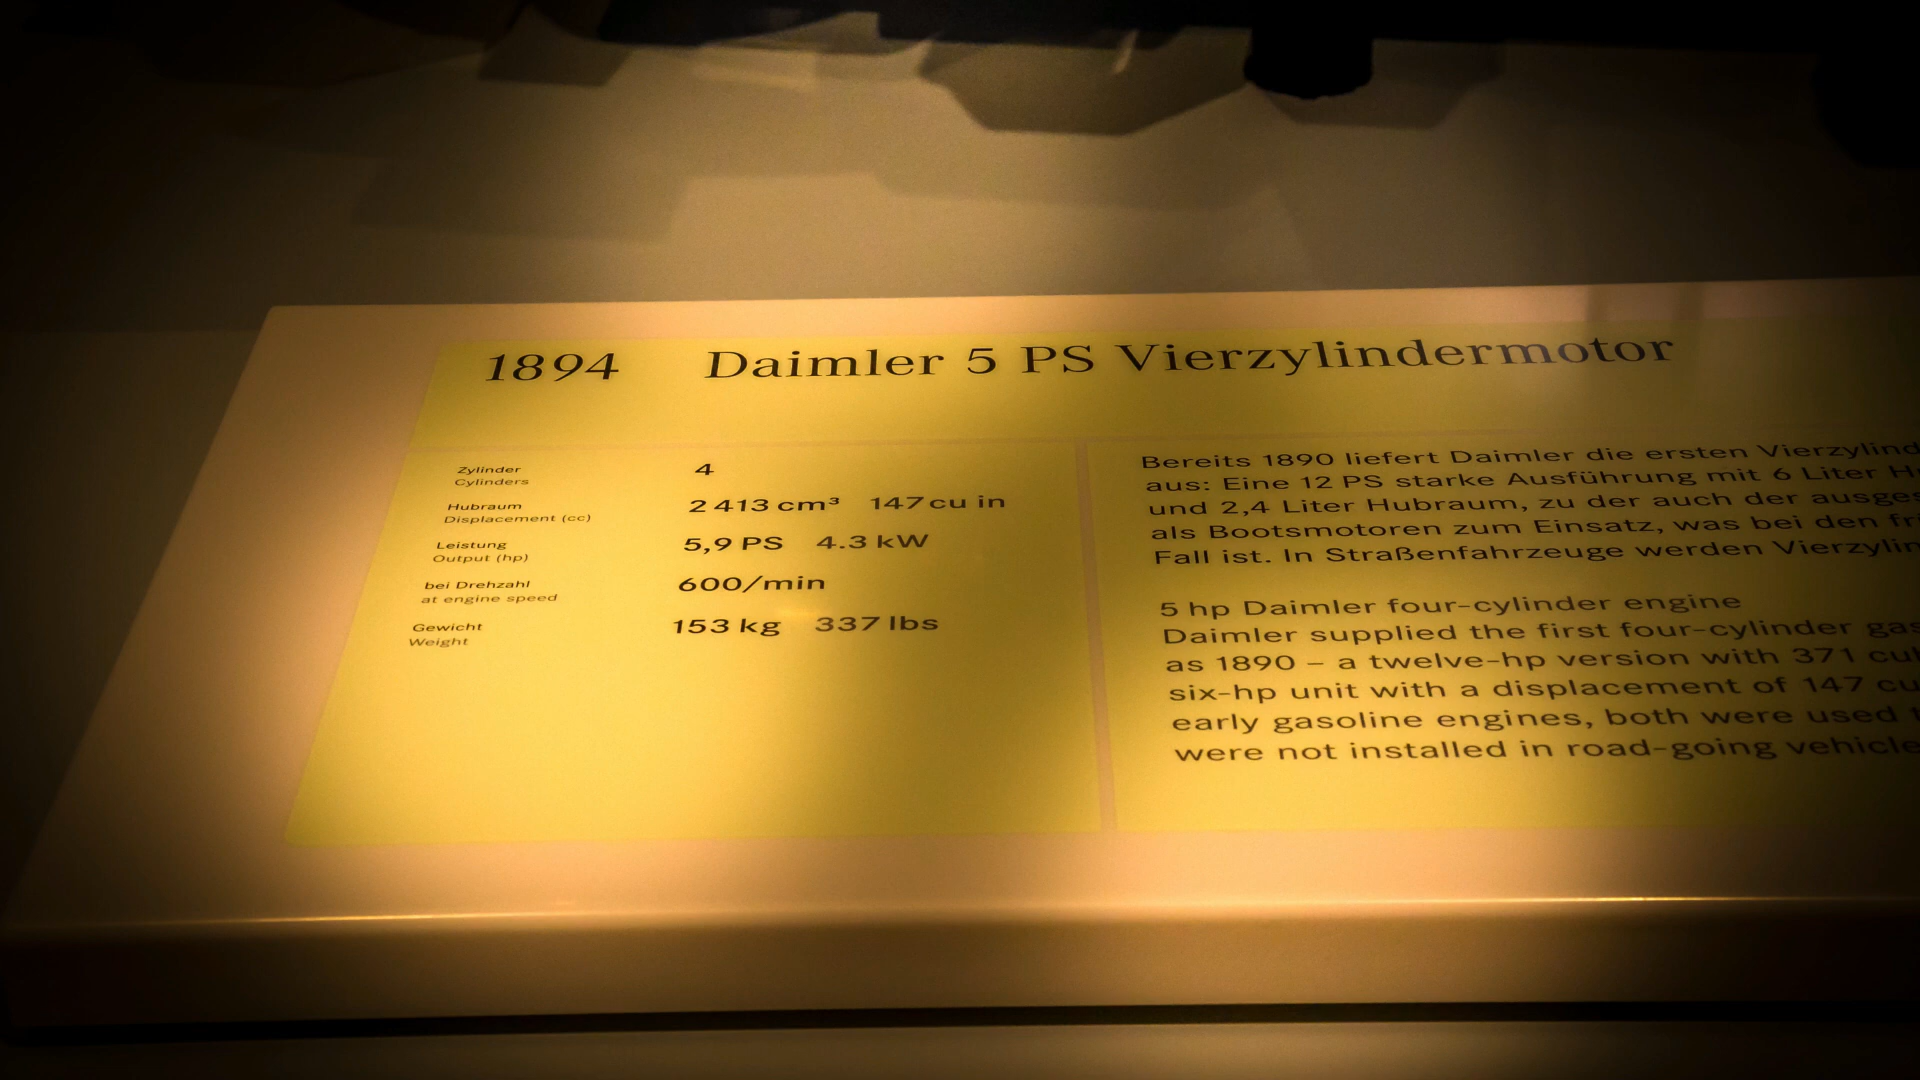 1894 Daimler 5 PS Vierzylindermotor
Zylinder 4
Cylinders
Hubraum 2 413 cm³ 147 cu in
Displacement (cc)
Leistung 5,9 PS 4.3 kW
Output (hp)
bei Drehzahl 600/min
at engine speed
Gewicht 153 kg 337 lbs
Weight
Bereits 1890 liefert Daimler die ersten
aus: Eine 12 PS starke Ausführung mit 6 Liter
und 2,4 Liter Hubraum, zu der auch der
als Bootsmotoren zum Einsatz, was bei den
Fall ist. In Straßenfahrzeuge werden
5 hp Daimler four-cylinder engine
Daimler supplied the first four-cylinder
as 1890 – a twelve-hp version with 371
six-hp unit with a displacement of 147 cu
early gasoline engines, both were used
were not installed in road-going